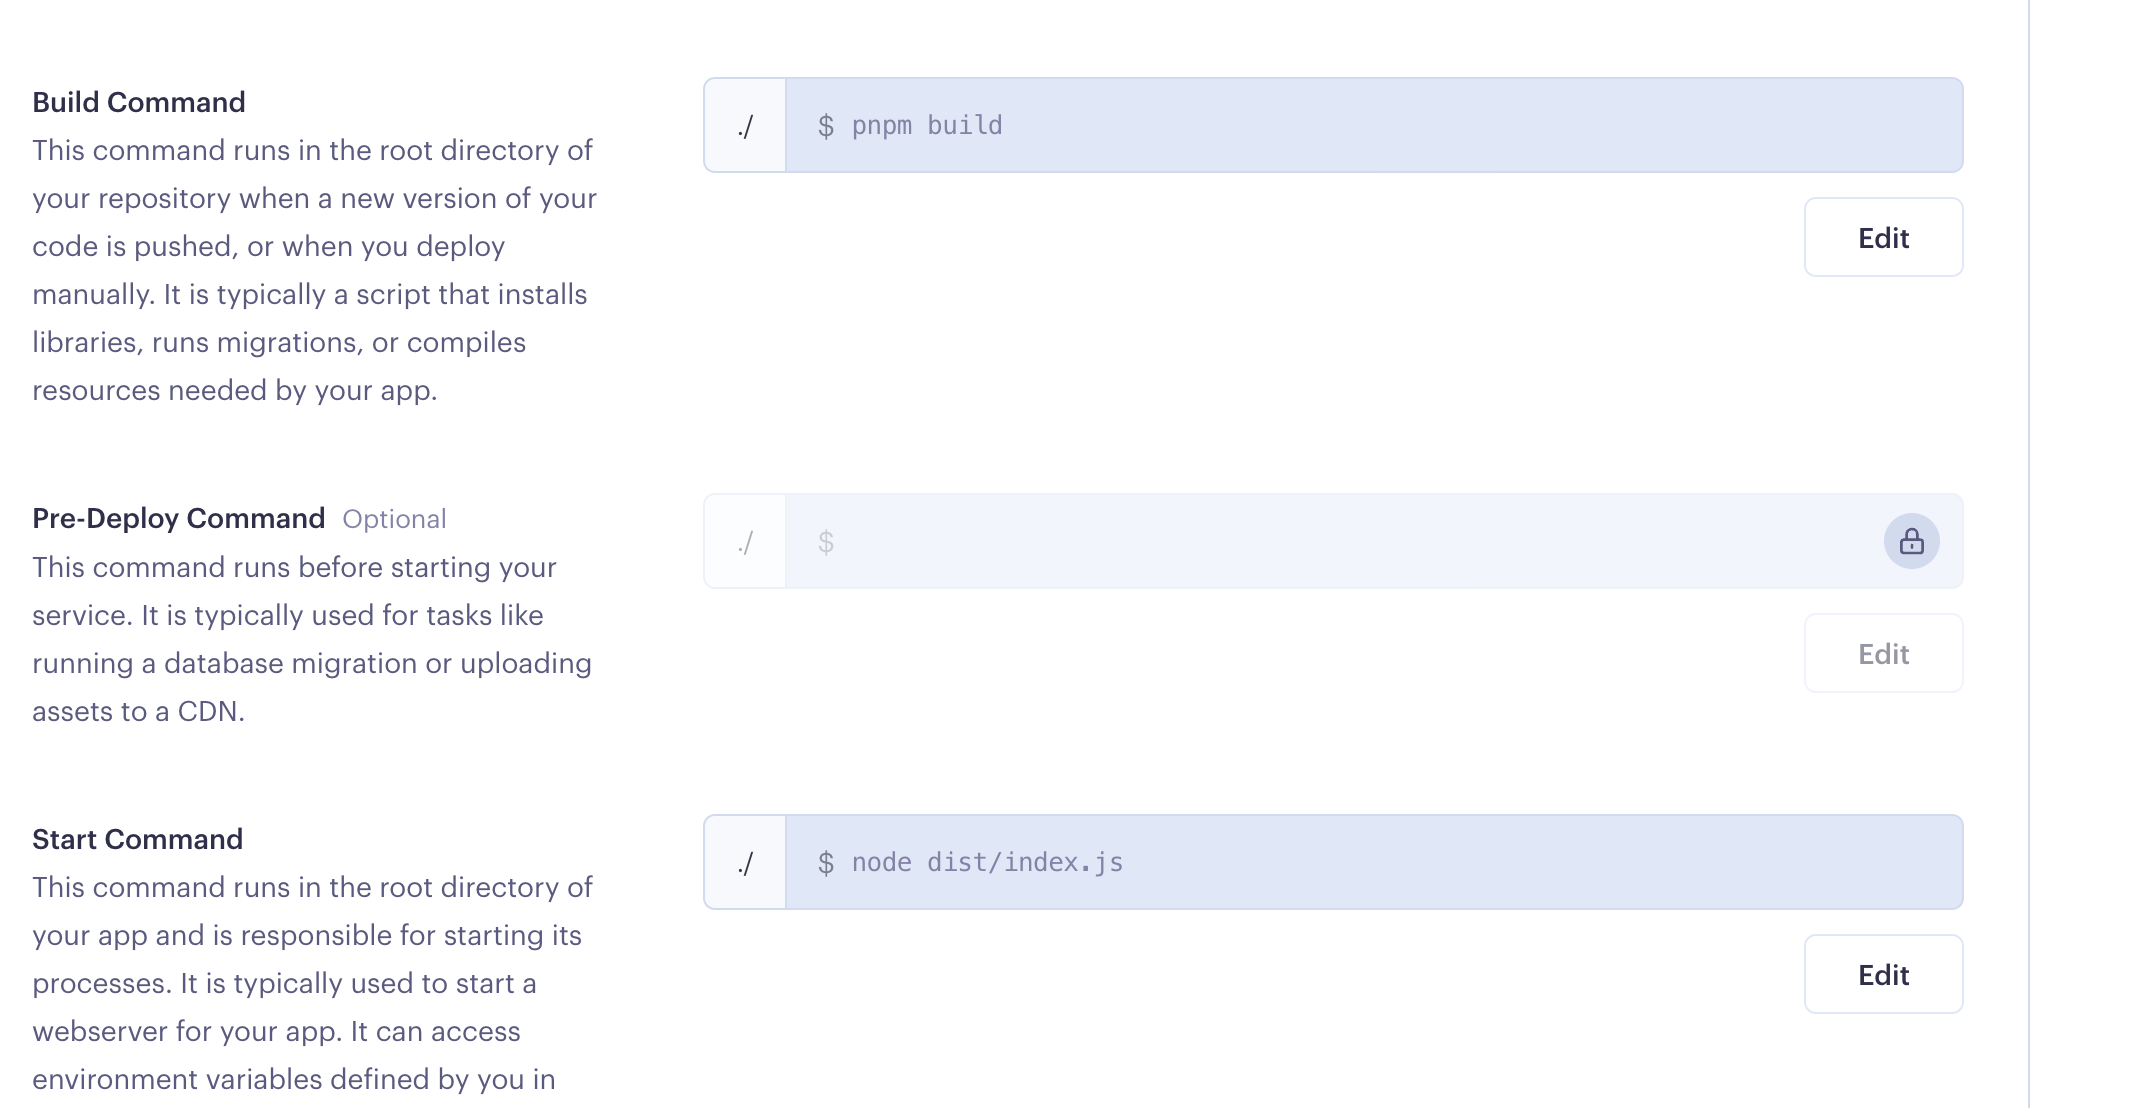 Build Command
./ $ pnpm build
This command runs in the root directory of
your repository when a new version of your
code is pushed, or when you deploy
manually. It is typically a script that installs
libraries, runs migrations, or compiles
resources needed by your app.
Edit
Pre-Deploy Command Optional
./ $
This command runs before starting your
service. It is typically used for tasks like
running a database migration or uploading
assets to a CDN.
Edit
Start Command
./ $ node dist/index.js
This command runs in the root directory of
your app and is responsible for starting its
processes. It is typically used to start a
webserver for your app. It can access
environment variables defined by you in
Edit